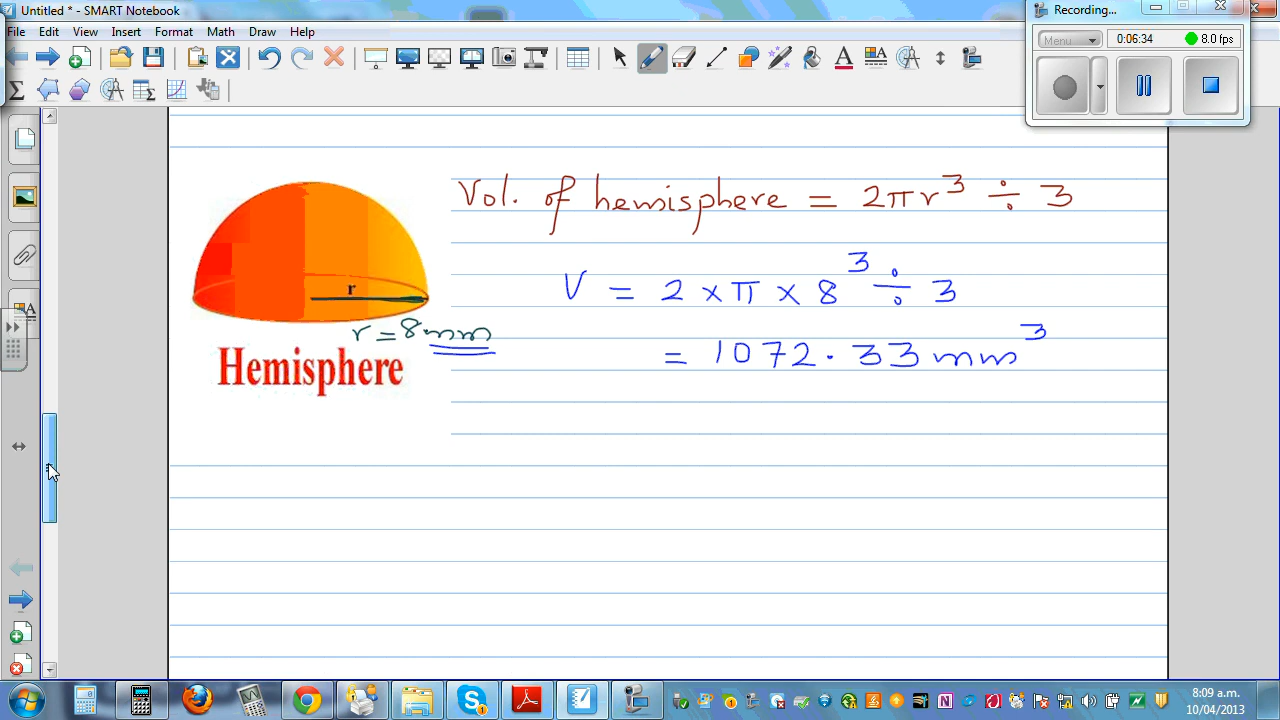 Untitled * - SMART Notebook
Recording...
File Edit View Insert Format Math Draw Help
Menu
0:06:34
8.0 fps
Vol. of hemisphere = 2πr³ ÷ 3
r
V = 2 × π × 8³ ÷ 3
r = 8mm
= 1072.33 mm³
Hemisphere
8:09 a.m.
10/04/2013